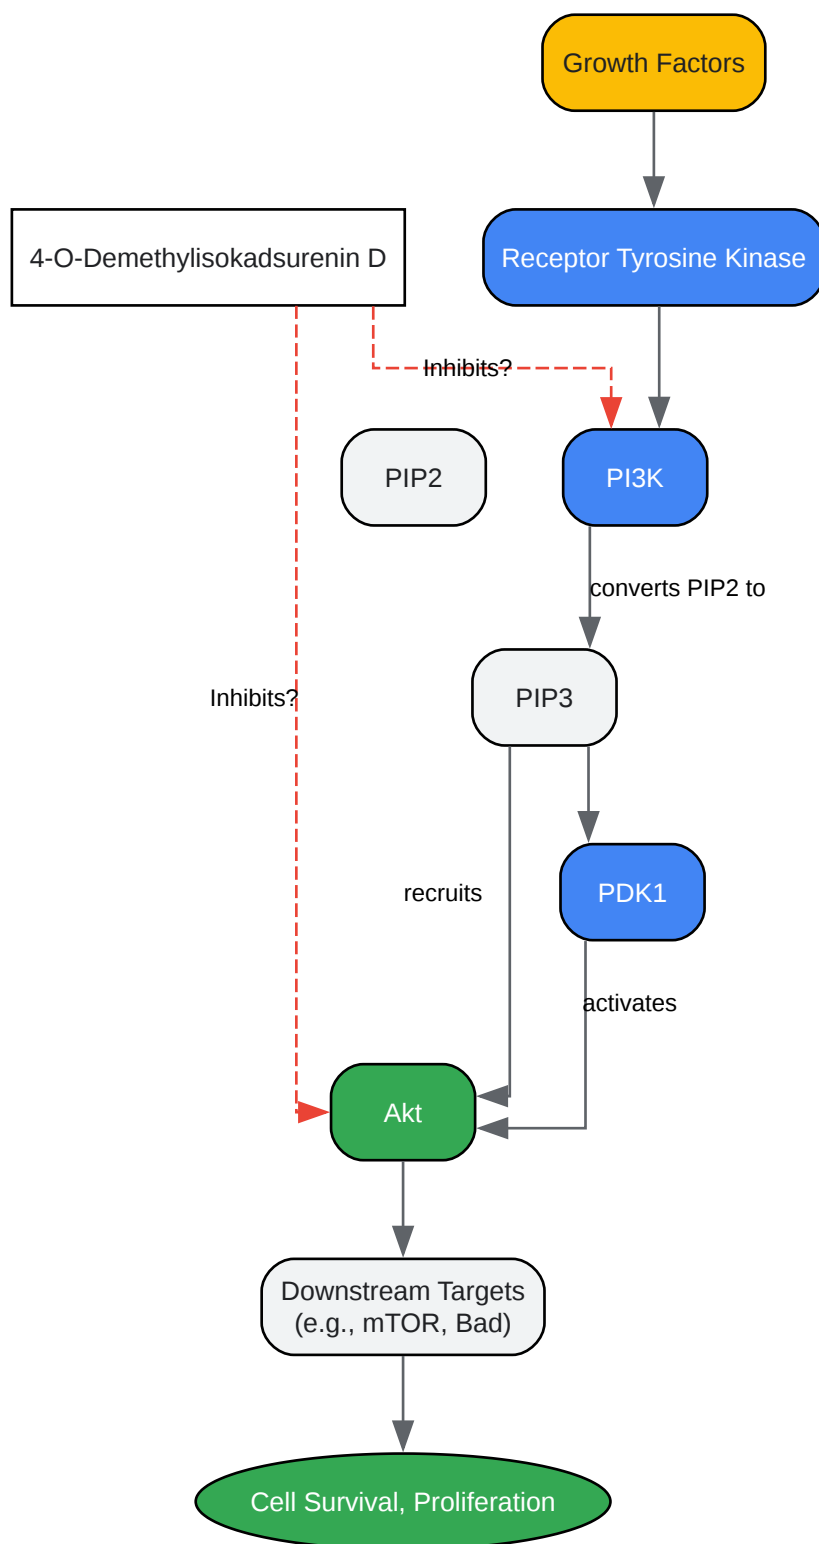 Growth Factors
4-O-Demethylisokadsurenin D
Receptor Tyrosine Kinase
Inhibits?
PIP2
PI3K
converts PIP2 to
PIP3
Inhibits?
recruits
PDK1
activates
Akt
Downstream Targets
(e.g., mTOR, Bad)
Cell Survival, Proliferation